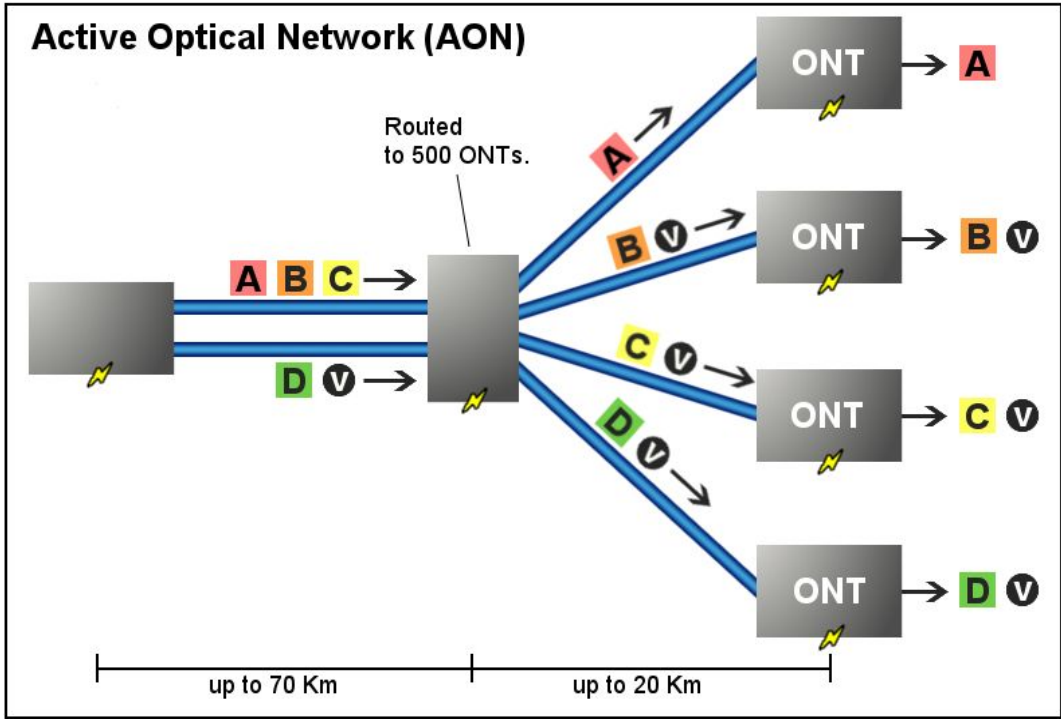 Active Optical Network (AON)
ONT
A
Routed
to 500 ONTs.
A
ONT
B V
B V
A B C
D V
C V
ONT
C V
D V
ONT
D V
up to 70 Km
up to 20 Km